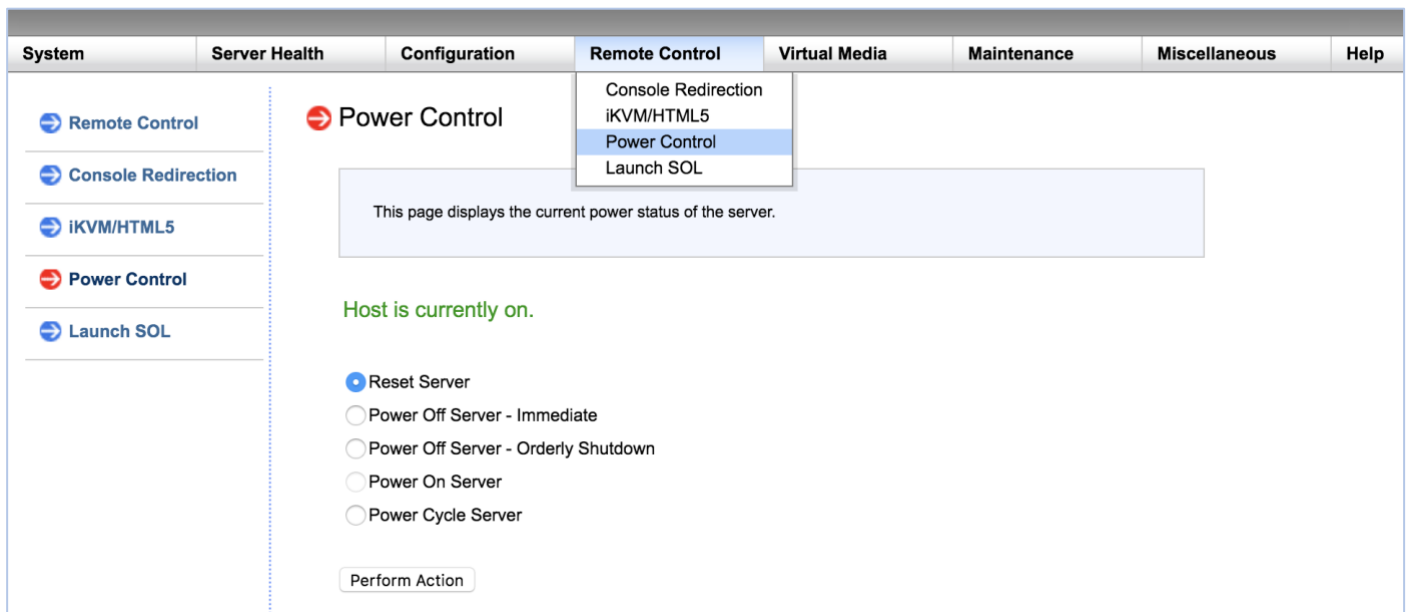 System Server Health Configuration Remote Control Virtual Media Maintenance Miscellaneous Help
Console Redirection
iKVM/HTML5
Power Control
Launch SOL
Remote Control
Console Redirection
iKVM/HTML5
Power Control
Launch SOL
Power Control
This page displays the current power status of the server.
Host is currently on.
Reset Server
Power Off Server - Immediate
Power Off Server - Orderly Shutdown
Power On Server
Power Cycle Server
Perform Action